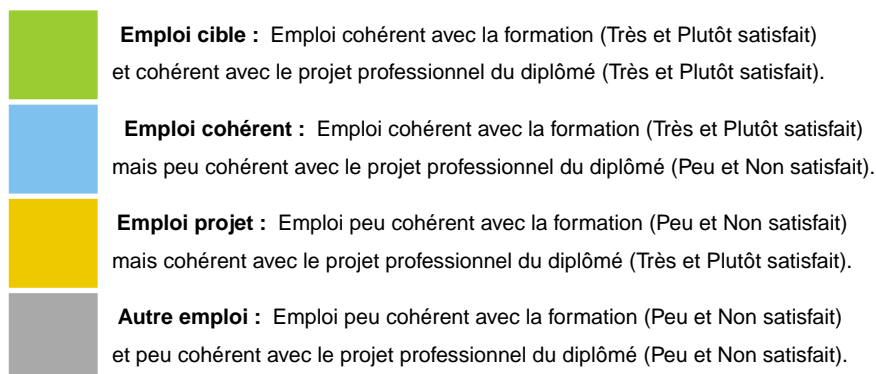 Emploi cible : Emploi cohérent avec la formation (Très et Plutôt satisfait)
et cohérent avec le projet professionnel du diplômé (Très et Plutôt satisfait).
Emploi cohérent : Emploi cohérent avec la formation (Très et Plutôt satisfait)
mais peu cohérent avec le projet professionnel du diplômé (Peu et Non satisfait).
Emploi projet : Emploi peu cohérent avec la formation (Peu et Non satisfait)
mais cohérent avec le projet professionnel du diplômé (Très et Plutôt satisfait).
Autre emploi : Emploi peu cohérent avec la formation (Peu et Non satisfait)
et peu cohérent avec le projet professionnel du diplômé (Peu et Non satisfait).